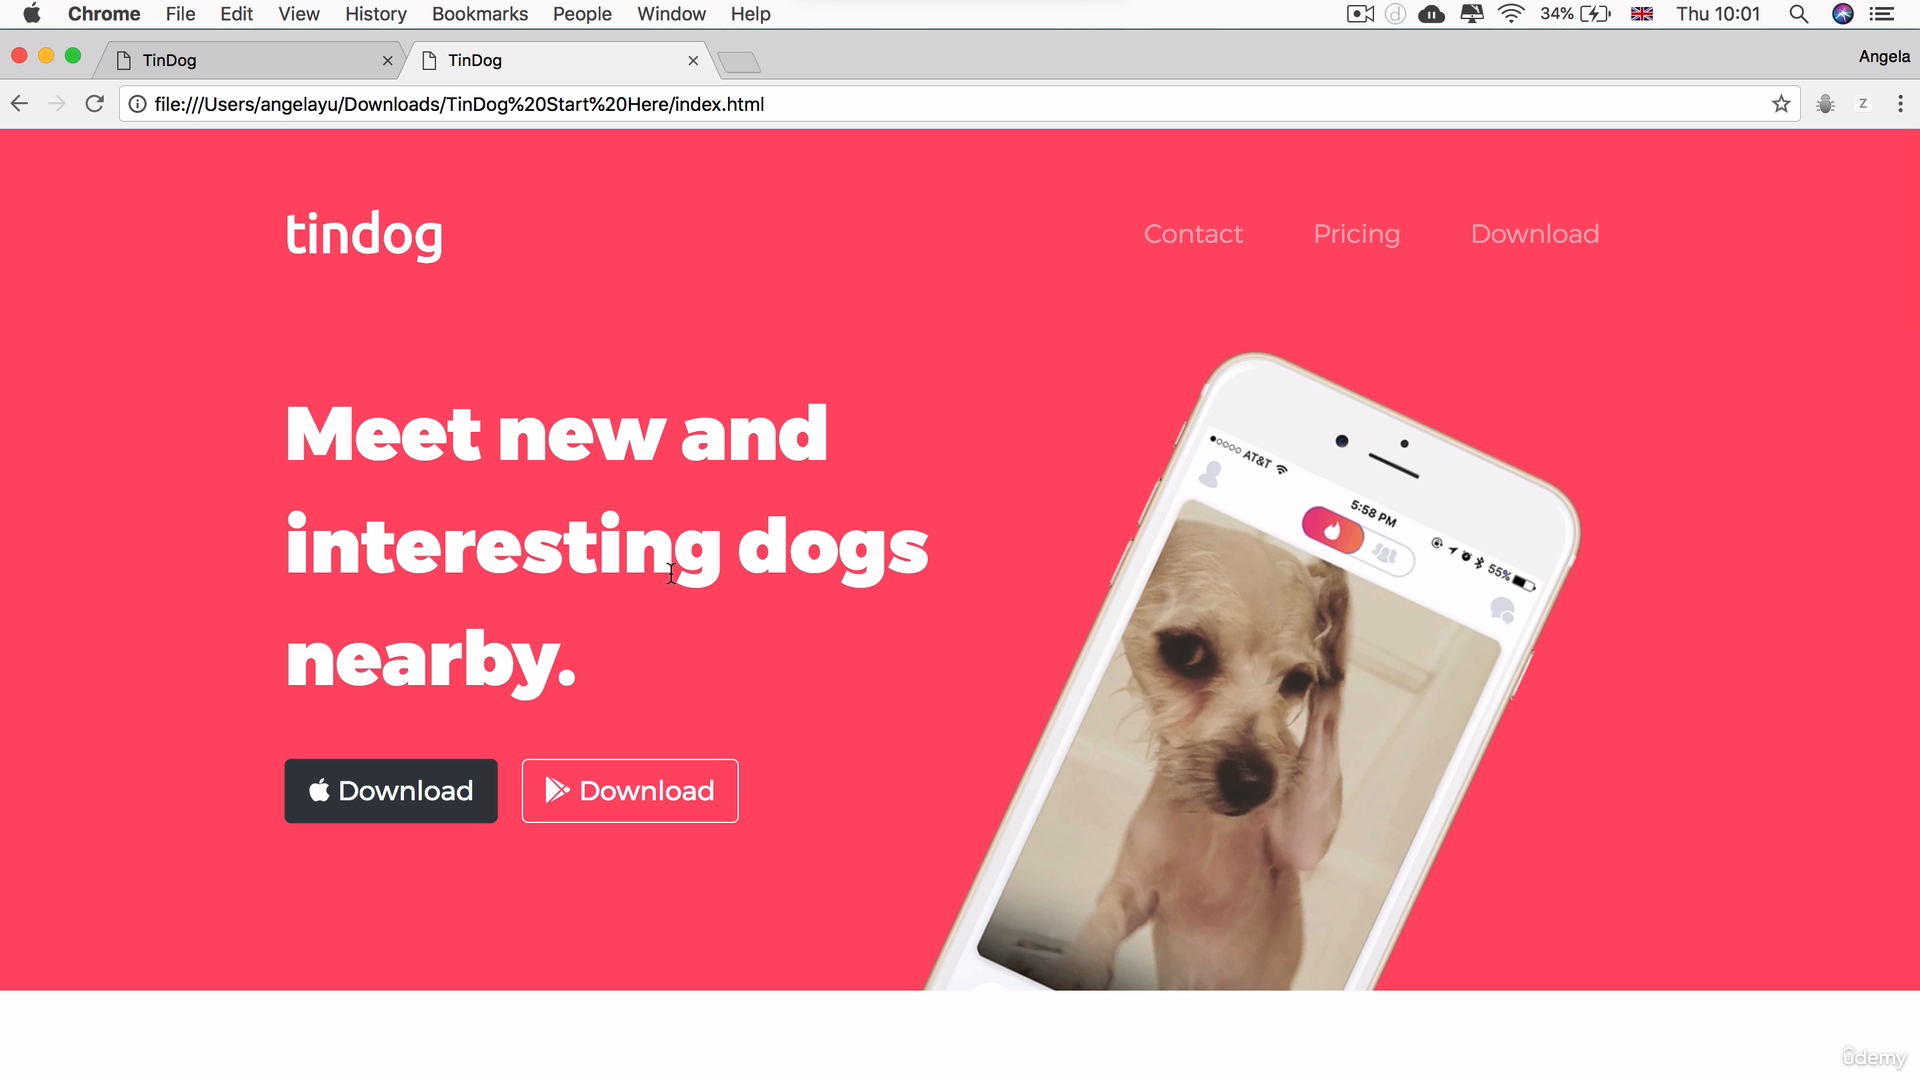 Chrome File Edit View History Bookmarks People Window Help 34% Thu 10:01
TinDog TinDog Angela
file:///Users/angelayu/Downloads/TinDog%20Start%20Here/index.html Z
tindog Contact Pricing Download
Meet new and
interesting dogs
nearby.
Download Download
AT&T
5:58 PM
55%
ûdemy